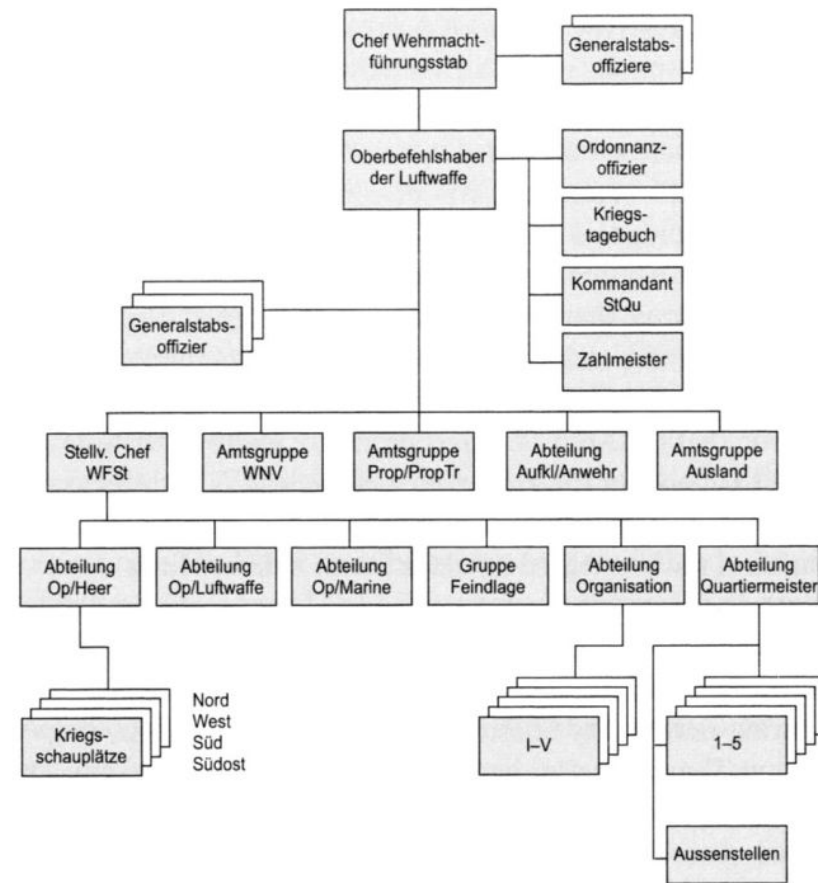 Chef Wehrmacht-
führungsstab
Generalstabs-
offiziere
Oberbefehlshaber
der Luftwaffe
Ordonnanz-
offizier
Kriegs-
tagebuch
Kommandant
StQu
Zahlmeister
Generalstabs-
offizier
Stellv. Chef
WFSt
Amtsgruppe
WNV
Amtsgruppe
Prop/PropTr
Abteilung
Aufkl/Anwehr
Amtsgruppe
Ausland
Abteilung
Op/Heer
Abteilung
Op/Luftwaffe
Abteilung
Op/Marine
Gruppe
Feindlage
Abteilung
Organisation
Abteilung
Quartiermeister
Kriegs-
schauplätze
Nord
West
Süd
Südost
I–V
1–5
Aussenstellen